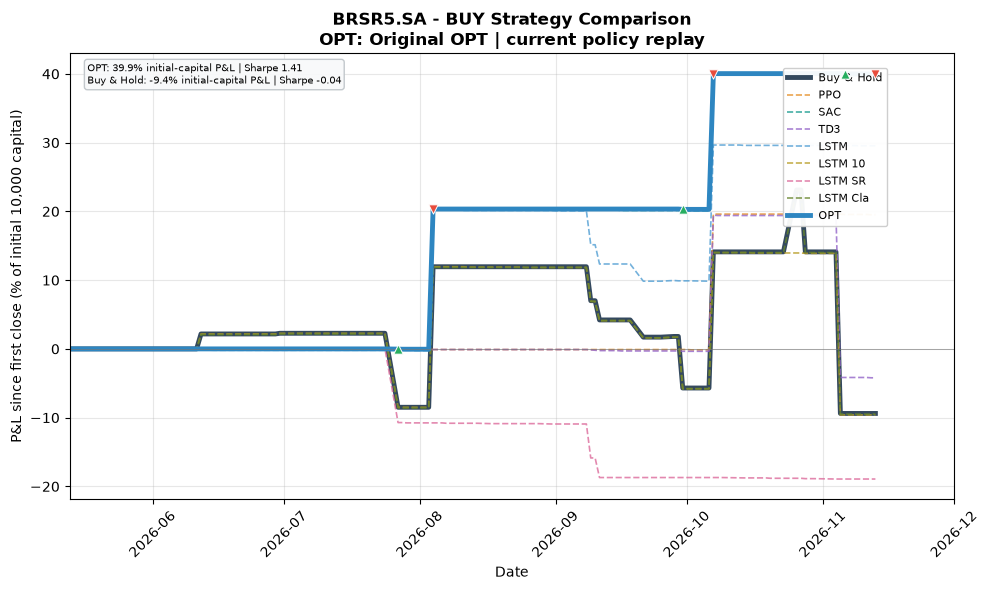 BRSR5.SA - BUY Strategy Comparison
OPT: Original OPT | current policy replay
OPT: 39.9% initial-capital P&L | Sharpe 1.41
Buy & Hold: -9.4% initial-capital P&L | Sharpe -0.04
Buy & Hold
PPO
SAC
TD3
LSTM
LSTM 10
LSTM SR
LSTM Cla
OPT
P&L since first close (% of initial 10,000 capital)
40
30
20
10
0
−10
−20
2026-06
2026-07
2026-08
2026-09
2026-10
2026-11
2026-12
Date